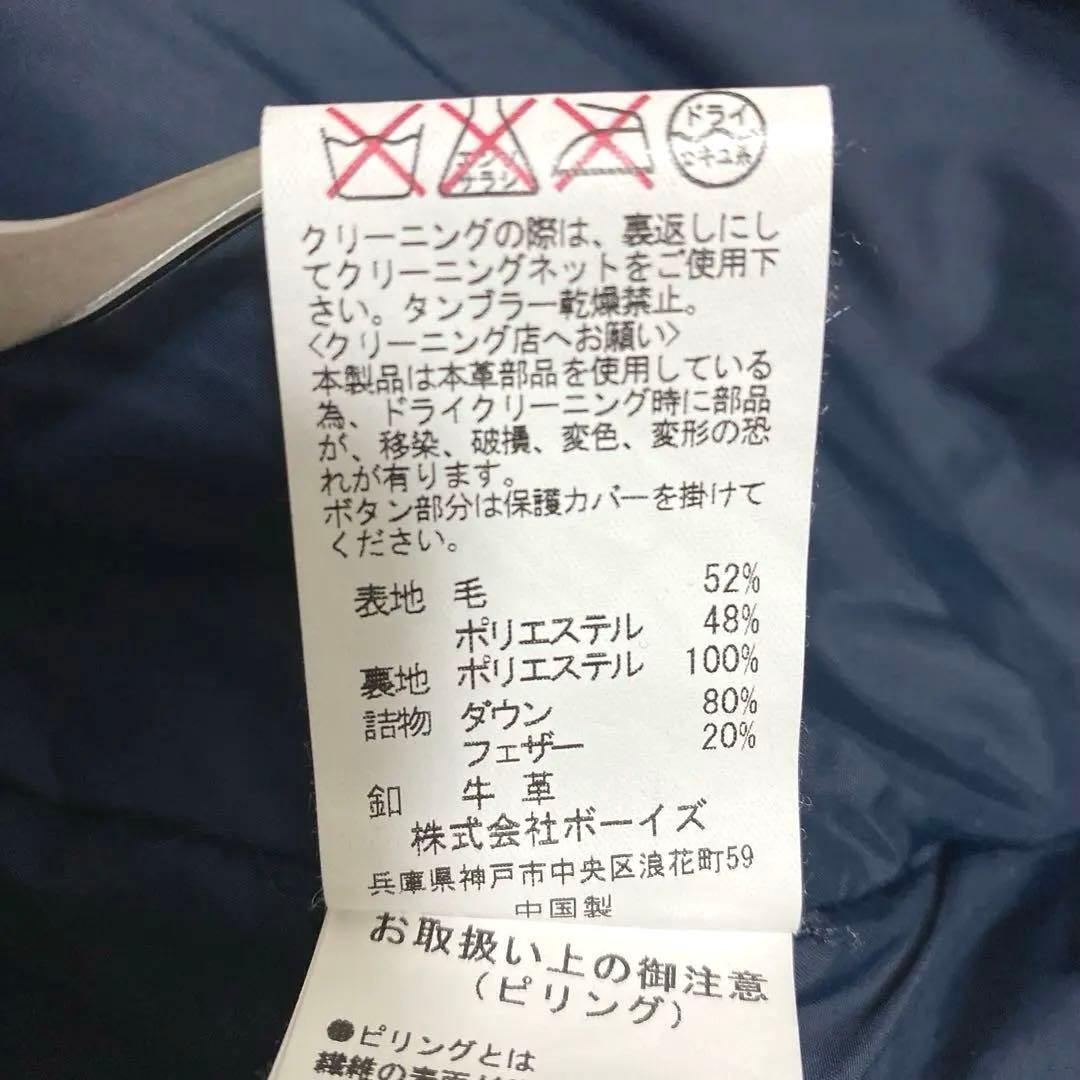 エンソ
サラシ
ドライ
セキユ系
クリーニングの際は、裏返しにし
てクリーニングネットをご使用下
さい。タンブラー乾燥禁止。
<クリーニング店へお願い>
本製品は本革部品を使用している
為、ドライクリーニング時に部品
が、移染、破損、変色、変形の恐
れが有ります。
ボタン部分は保護カバーを掛けて
ください。
表地 毛 52%
ポリエステル 48%
裏地 ポリエステル 100%
詰物 ダウン 80%
フェザー 20%
釦 牛革
株式会社ボーイズ
兵庫県神戸市中央区浪花町59
中国製
お取扱い上の御注意
(ピリング)
●ピリングとは
繊維の表面